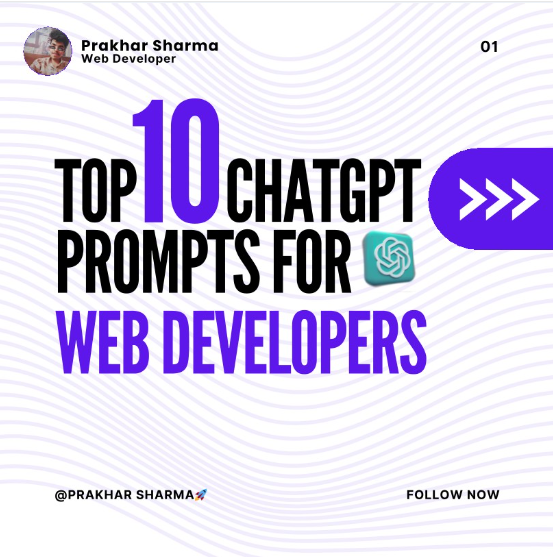 Prakhar Sharma
Web Developer
01
TOP 10 CHATGPT
PROMPTS FOR
WEB DEVELOPERS
@PRAKHAR SHARMA🚀
FOLLOW NOW